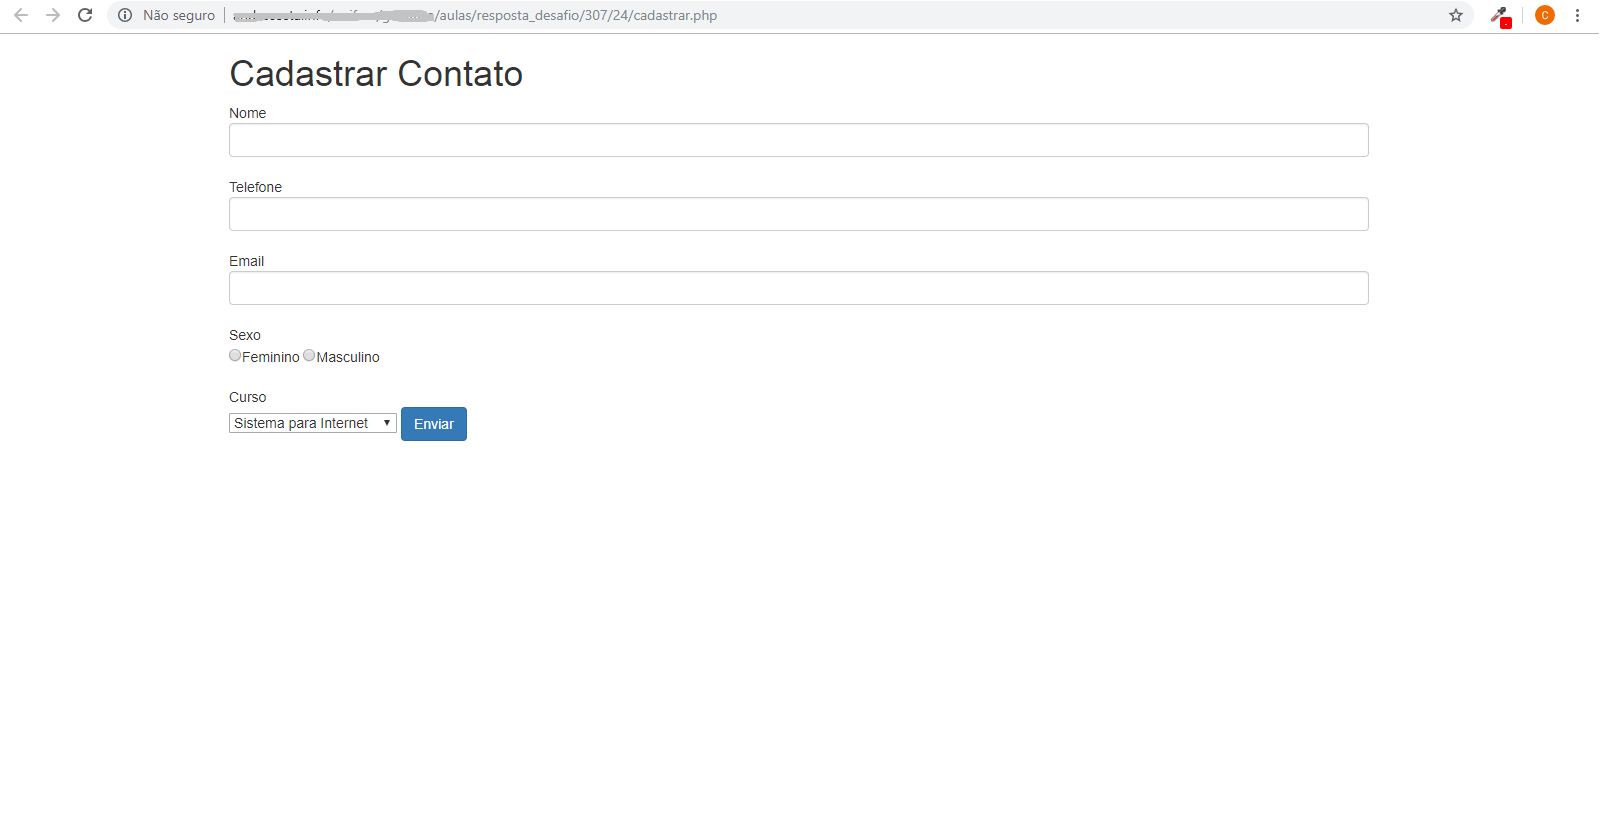 Não seguro /aulas/resposta_desafio/307/24/cadastrar.php C
Cadastrar Contato
Nome
Telefone
Email
Sexo
Feminino Masculino
Curso
Sistema para Internet Enviar